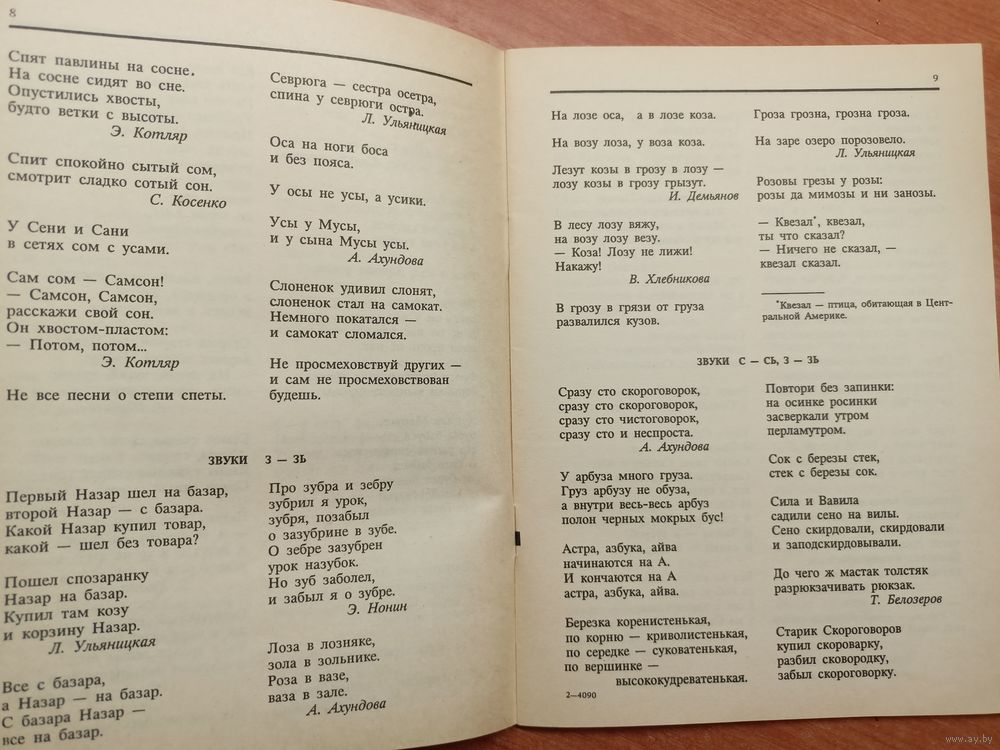 8
Спят павлины на сосне.
На сосне сидят во сне.
Опустились хвосты,
будто ветки с высоты.
Э. Котляр
Спит спокойно сытый сом,
смотрит сладко сотый сон.
С. Косенко
У Сени и Сани
в сетях сом с усами.
Сам сом — Самсон!
— Самсон, Самсон,
расскажи свой сон.
Он хвостом-пластом:
— Потом, потом...
Э. Котляр
Не все песни о степи спеты.
Севрюга — сестра осетра,
спина у севрюги остра.
Л. Ульяницкая
Оса на ноги боса
и без пояса.
У осы не усы, а усики.
Усы у Мусы,
и у сына Мусы усы.
А. Ахундова
Слоненок удивил слонят,
слоненок стал на самокат.
Немного покатался —
и самокат сломался.
Не просмеховствуй других —
и сам не просмеховствован
будешь.
ЗВУКИ З — ЗЬ
Первый Назар шел на базар,
второй Назар — с базара.
Какой Назар купил товар,
какой — шел без товара?
Пошел спозаранку
Назар на базар.
Купил там козу
и корзину Назар.
Л. Ульяницкая
Все с базара,
а Назар — на базар.
С базара Назар —
все на базар.
Про зубра и зебру
зубрил я урок,
зубря, позабыл
о зазубрине в зубе.
О зебре зазубрен
урок назубок.
Но зуб заболел,
и забыл я о зубре.
Э. Нонин
Лоза в лозняке,
зола в зольнике.
Роза в вазе,
ваза в зале.
А. Ахундова
9
На лозе оса, а в лозе коза.
На возу лоза, у воза коза.
Лезут козы в грозу в лозу —
лозу козы в грозу грызут.
И. Демьянов
В лесу лозу вяжу,
на возу лозу везу.
— Коза! Лозу не лижи!
Накажу!
В. Хлебникова
В грозу в грязи от груза
развалился кузов.
Гроза грозна, грозна гроза.
На заре озеро порозовело.
Л. Ульяницкая
Розовы грезы у розы:
розы да мимозы и ни занозы.
— Квезал*, квезал,
ты что сказал?
— Ничего не сказал, —
квезал сказал.
*Квезал — птица, обитающая в Цент-
ральной Америке.
ЗВУКИ С — СЬ, З — ЗЬ
Сразу сто скороговорок,
сразу сто скороговорок,
сразу сто чистоговорок,
сразу сто и неспроста.
А. Ахундова
У арбуза много груза.
Груз арбузу не обуза,
а внутри весь-весь арбуз
полон черных мокрых бус!
Астра, азбука, айва
начинаются на А.
И кончаются на А
астра, азбука, айва.
Березка коренистенькая,
по корню — криволистенькая,
по середке — суковатенькая,
по вершинке —
высококудреватенькая.
2—4090
Повтори без запинки:
на осинке росинки
засверкали утром
перламутром.
Сок с березы стек,
стек с березы сок.
Сила и Вавила
садили сено на вилы.
Сено скирдовали, скирдовали
и заподскирдовывали.
До чего ж мастак толстяк
разрюкзачивать рюкзак.
Т. Белозеров
Старик Скороговоров
купил скороварку,
разбил сковородку,
забыл скороговорку.
www.ay.by